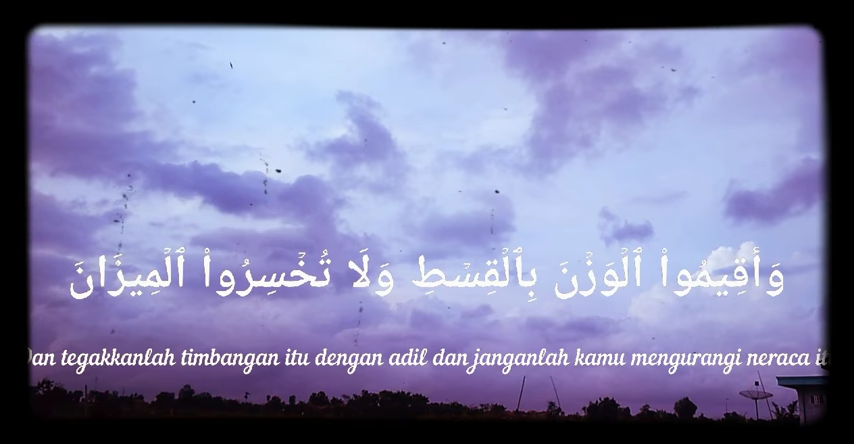 وَأَقِيمُوا۟ ٱلْوَزْنَ بِٱلْقِسْطِ وَلَا تُخْسِرُوا۟ ٱلْمِيزَانَ
Dan tegakkanlah timbangan itu dengan adil dan janganlah kamu mengurangi neraca